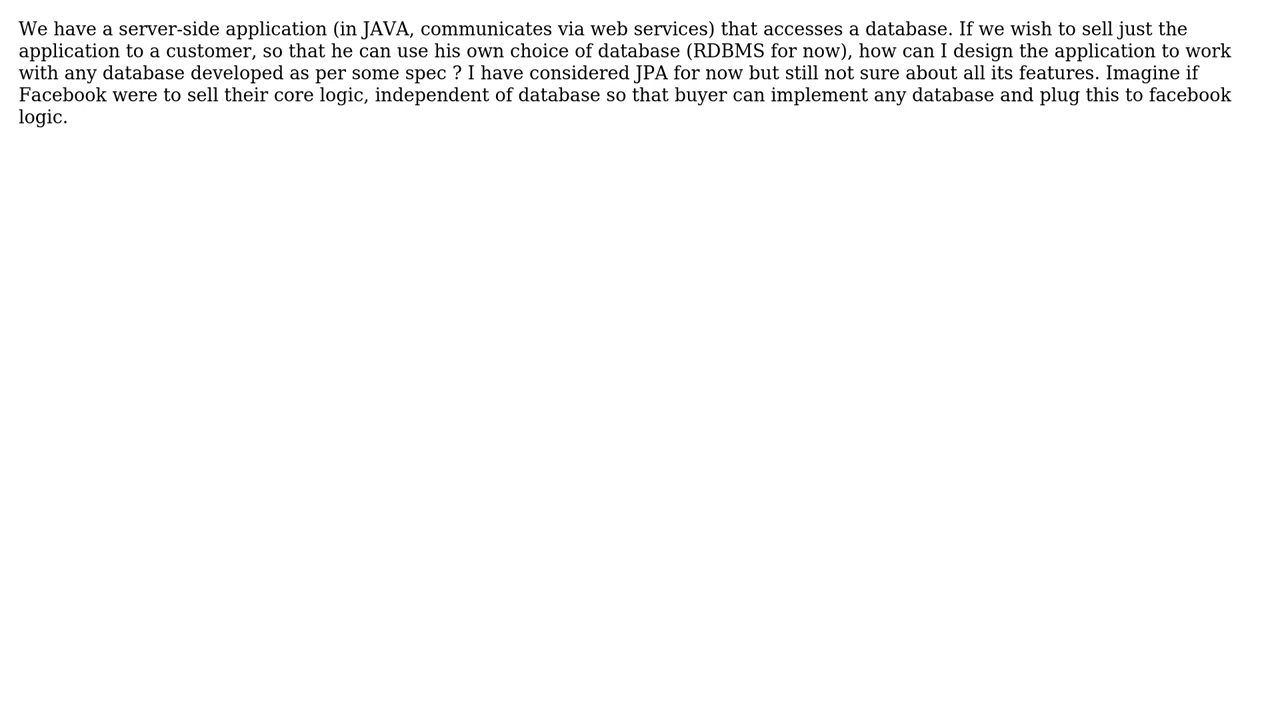 We have a server-side application (in JAVA, communicates via web services) that accesses a database. If we wish to sell just the
application to a customer, so that he can use his own choice of database (RDBMS for now), how can I design the application to work
with any database developed as per some spec ? I have considered JPA for now but still not sure about all its features. Imagine if
Facebook were to sell their core logic, independent of database so that buyer can implement any database and plug this to facebook
logic.